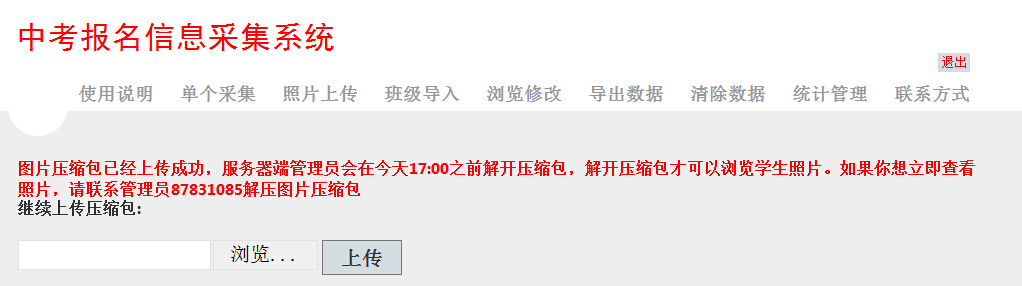 中考报名信息采集系统
退出
使用说明 单个采集 照片上传 班级导入 浏览修改 导出数据 清除数据 统计管理 联系方式
图片压缩包已经上传成功，服务器端管理员会在今天17:00之前解开压缩包，解开压缩包才可以浏览学生照片。如果你想立即查看
照片，请联系管理员87831085解压图片压缩包
继续上传压缩包:
浏览... 上传